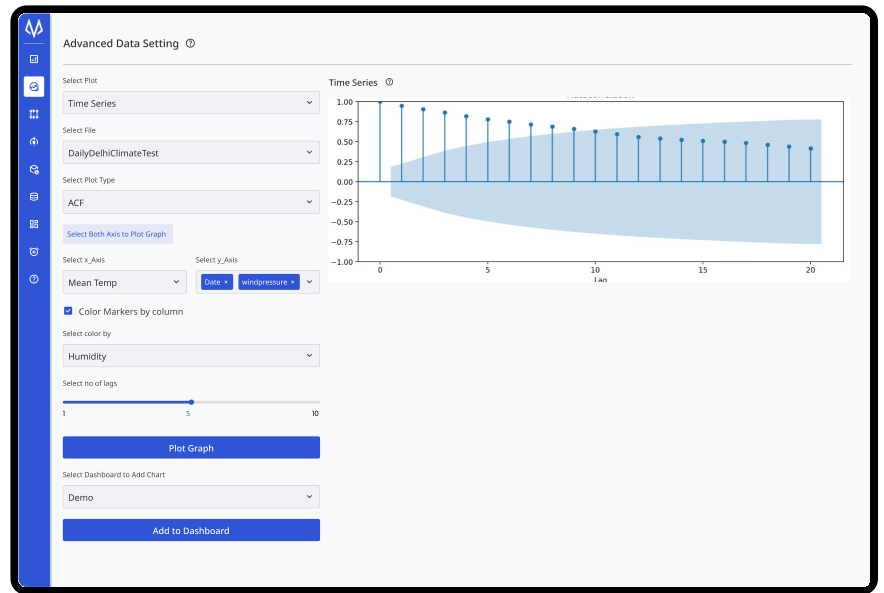 Advanced Data Setting
Select Plot
Time Series
Select File
DailyDelhiClimateTest
Select Plot Type
ACF
Select Both Axis to Plot Graph
Select x_Axis
Select y_Axis
Mean Temp
Date × windpressure ×
Color Markers by column
Select color by
Humidity
Select no of lags
1 5 10
Plot Graph
Select Dashboard to Add Chart
Demo
Add to Dashboard
Time Series
1.00
0.75
0.50
0.25
0.00
−0.25
−0.50
−0.75
−1.00
0 5 10 15 20
Lag